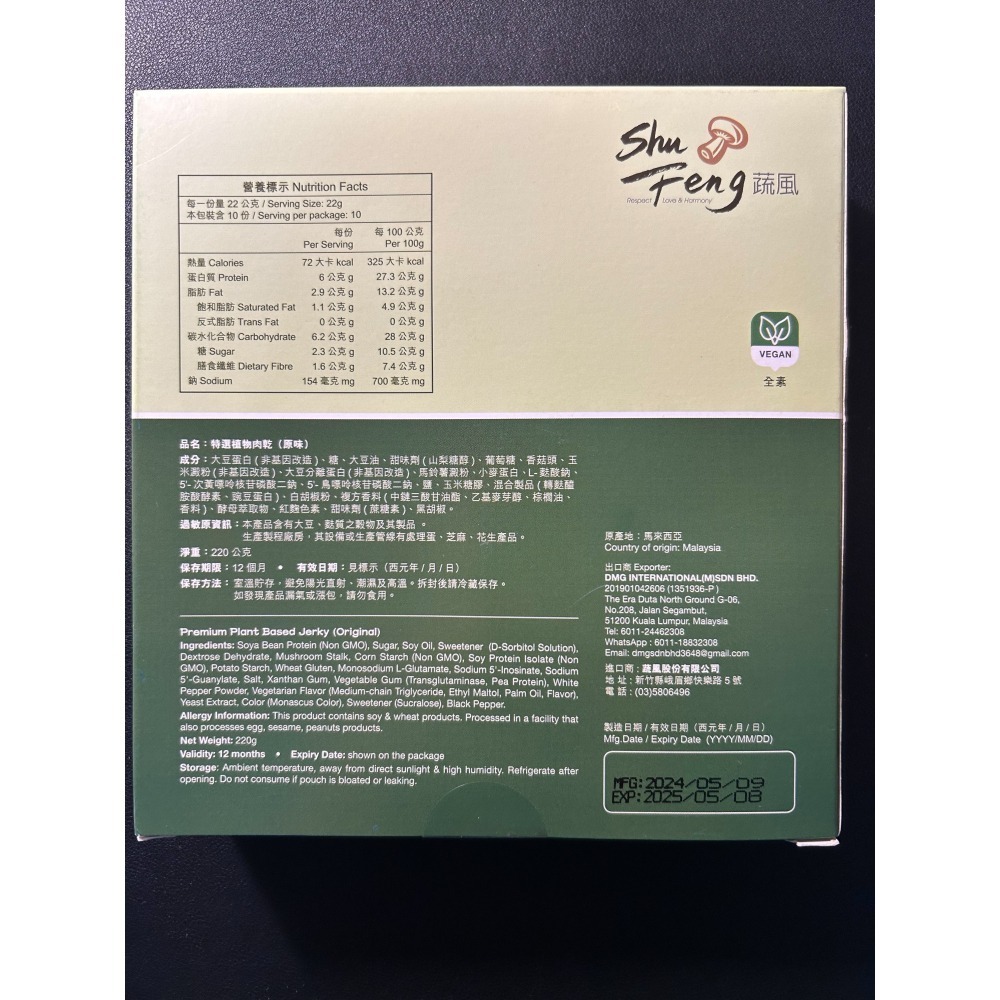 Shu
Feng 蔬風
Respect Love & Harmony
營養標示 Nutrition Facts
每一份量 22 公克 / Serving Size: 22g
本包裝含 10 份 / Serving per package: 10
每份 每 100 公克
Per Serving Per 100g
熱量 Calories 72 大卡 kcal 325 大卡 kcal
蛋白質 Protein 6 公克 g 27.3 公克 g
脂肪 Fat 2.9 公克 g 13.2 公克 g
飽和脂肪 Saturated Fat 1.1 公克 g 4.9 公克 g
反式脂肪 Trans Fat 0 公克 g 0 公克 g
碳水化合物 Carbohydrate 6.2 公克 g 28 公克 g
糖 Sugar 2.3 公克 g 10.5 公克 g
膳食纖維 Dietary Fibre 1.6 公克 g 7.4 公克 g
鈉 Sodium 154 毫克 mg 700 毫克 mg
VEGAN
全素
品名：特選植物肉乾（原味）
成分：大豆蛋白 ( 非基因改造 )、糖、大豆油、甜味劑 ( 山梨糖醇 )、葡萄糖、香菇頭、玉
米澱粉 ( 非基因改造 )、大豆分離蛋白 ( 非基因改造 )、馬鈴薯澱粉、小麥蛋白、L- 麩酸鈉、
5'- 次黃嘌呤核苷磷酸二鈉、5'- 鳥嘌呤核苷磷酸二鈉、鹽、玉米糖膠、混合製品 ( 轉麩醯
胺酸酵素、豌豆蛋白 )、白胡椒粉、複方香料 ( 中鏈三酸甘油酯、乙基麥芽醇、棕櫚油、
香料 )、酵母萃取物、紅麴色素、甜味劑 ( 蔗糖素 )、黑胡椒。
過敏原資訊：本產品含有大豆、麩質之穀物及其製品 。
生產製程廠房，其設備或生產管線有處理蛋、芝麻、花生產品。
淨重：220 公克
保存期限：12 個月 • 有效日期：見標示（西元年 / 月 / 日）
保存方法： 室溫貯存，避免陽光直射、潮濕及高溫。拆封後請冷藏保存。
如發現產品漏氣或漲包，請勿食用。
Premium Plant Based Jerky (Original)
Ingredients: Soya Bean Protein (Non GMO), Sugar, Soy Oil, Sweetener (D-Sorbitol Solution),
Dextrose Dehydrate, Mushroom Stalk, Corn Starch (Non GMO), Soy Protein Isolate (Non
GMO), Potato Starch, Wheat Gluten, Monosodium L-Glutamate, Sodium 5'-Inosinate, Sodium
5'-Guanylate, Salt, Xanthan Gum, Vegetable Gum (Transglutaminase, Pea Protein), White
Pepper Powder, Vegetarian Flavor (Medium-chain Triglyceride, Ethyl Maltol, Palm Oil, Flavor),
Yeast Extract, Color (Monascus Color), Sweetener (Sucralose), Black Pepper.
Allergy Information: This product contains soy & wheat products. Processed in a facility that
also processes egg, sesame, peanuts products.
Net Weight: 220g
Validity: 12 months • Expiry Date: shown on the package
Storage: Ambient temperature, away from direct sunlight & high humidity. Refrigerate after
opening. Do not consume if pouch is bloated or leaking.
原產地：馬來西亞
Country of origin: Malaysia
出口商 Exporter:
DMG INTERNATIONAL(M)SDN BHD.
201901042606 (1351936-P )
The Era Duta North Ground G-06,
No.208, Jalan Segambut,
51200 Kuala Lumpur, Malaysia
Tel: 6011-24462308
WhatsApp : 6011-18832308
Email: dmgsdnbhd3648@gmail.com
進口商：蔬風股份有限公司
地 址：新竹縣峨眉鄉快樂路 5 號
電 話：(03)5806496
製造日期 / 有效日期（西元年 / 月 / 日）
Mfg.Date / Expiry Date (YYYY/MM/DD)
MFG:2024/05/09
EXP:2025/05/08